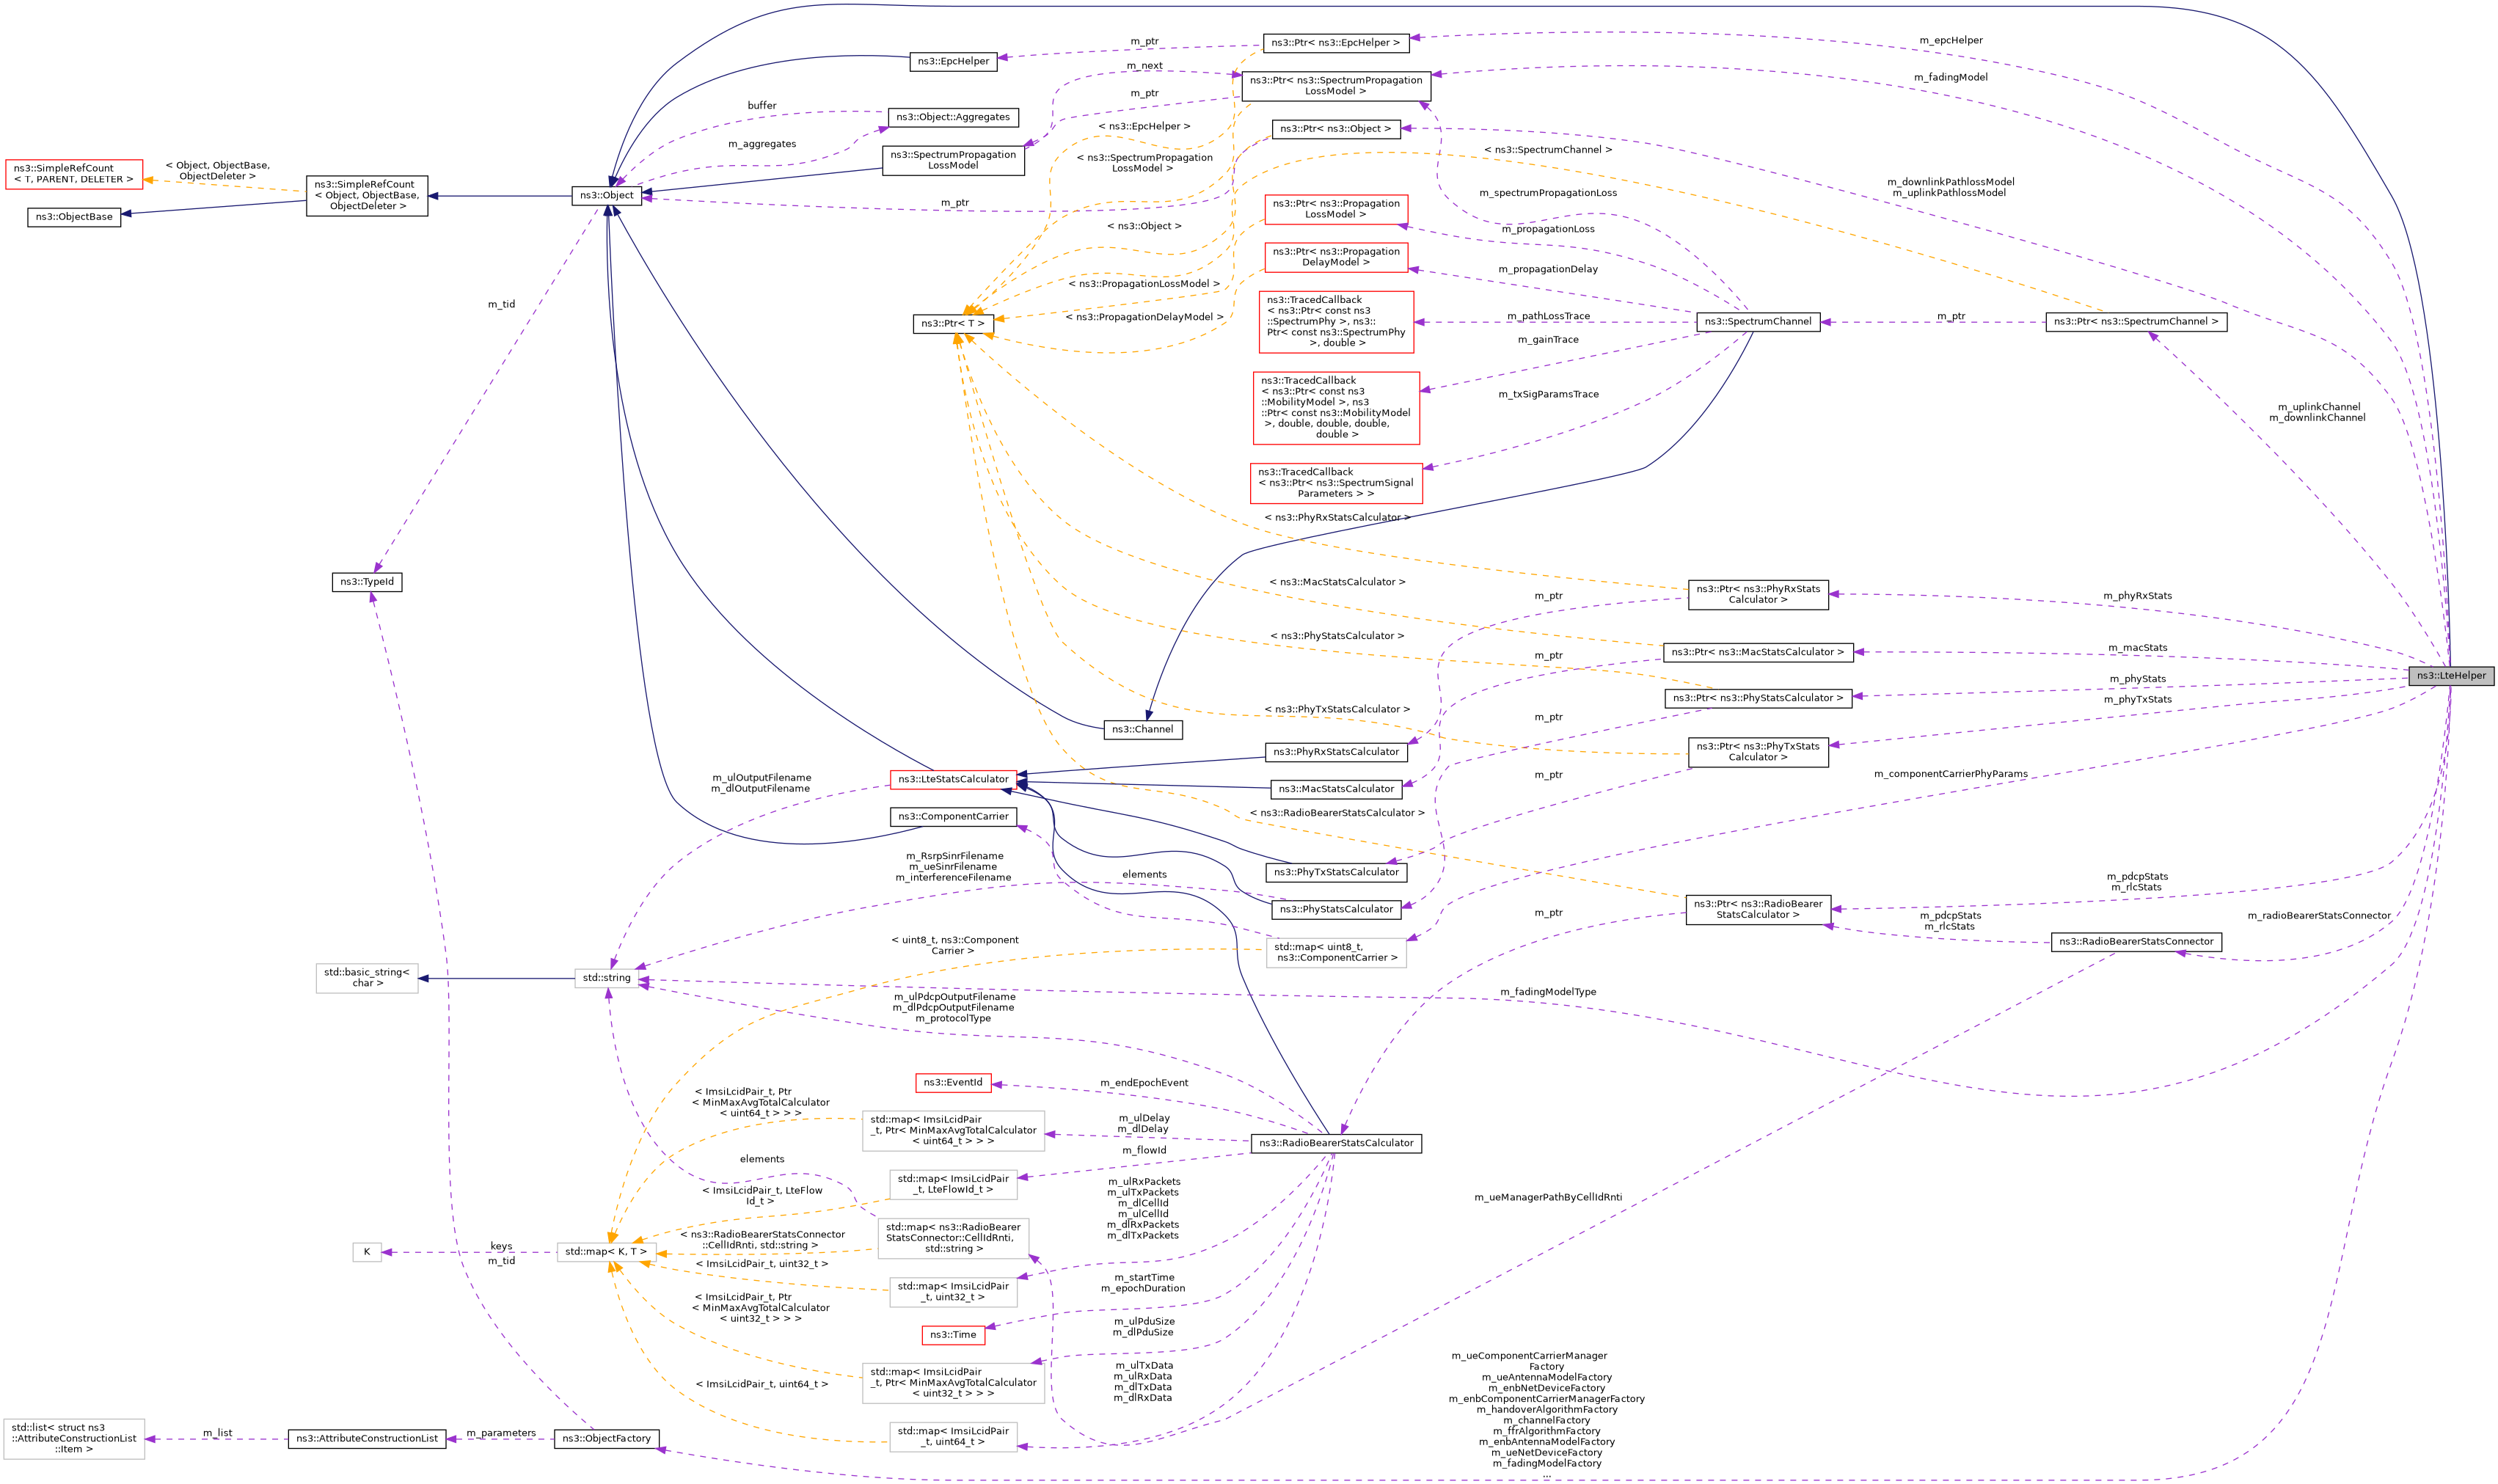 ns3::LteHelper
ns3::Object
ns3::SimpleRefCount
< Object, ObjectBase,
ObjectDeleter >
ns3::SimpleRefCount
< T, PARENT, DELETER >
< Object, ObjectBase,
ObjectDeleter >
ns3::ObjectBase
m_tid
ns3::TypeId
buffer
m_aggregates
ns3::Object::Aggregates
ns3::EpcHelper
m_ptr
ns3::Ptr< ns3::EpcHelper >
m_epcHelper
ns3::SpectrumPropagation
LossModel
m_next
m_ptr
ns3::Ptr< ns3::SpectrumPropagation
LossModel >
m_fadingModel
ns3::Ptr< ns3::Object >
m_ptr
m_downlinkPathlossModel
m_uplinkPathlossModel
< ns3::EpcHelper >
< ns3::SpectrumPropagation
LossModel >
< ns3::Object >
< ns3::SpectrumChannel >
< ns3::PropagationLossModel >
< ns3::PropagationDelayModel >
ns3::Ptr< T >
ns3::Ptr< ns3::Propagation
LossModel >
ns3::Ptr< ns3::Propagation
DelayModel >
m_spectrumPropagationLoss
m_propagationLoss
m_propagationDelay
ns3::TracedCallback
< ns3::Ptr< const ns3
::SpectrumPhy >, ns3::
Ptr< const ns3::SpectrumPhy
>, double >
m_pathLossTrace
m_gainTrace
m_txSigParamsTrace
ns3::SpectrumChannel
m_ptr
ns3::Ptr< ns3::SpectrumChannel >
m_uplinkChannel
m_downlinkChannel
ns3::TracedCallback
< ns3::Ptr< const ns3
::MobilityModel >, ns3
::Ptr< const ns3::MobilityModel
>, double, double, double,
double >
ns3::TracedCallback
< ns3::Ptr< ns3::SpectrumSignal
Parameters > >
< ns3::PhyRxStatsCalculator >
< ns3::MacStatsCalculator >
< ns3::PhyStatsCalculator >
< ns3::PhyTxStatsCalculator >
< ns3::RadioBearerStatsCalculator >
m_ptr
m_ptr
m_ptr
m_ptr
m_ptr
ns3::Ptr< ns3::PhyRxStats
Calculator >
m_phyRxStats
ns3::Ptr< ns3::MacStatsCalculator >
m_macStats
ns3::Ptr< ns3::PhyStatsCalculator >
m_phyStats
ns3::Ptr< ns3::PhyTxStats
Calculator >
m_phyTxStats
m_componentCarrierPhyParams
ns3::Channel
ns3::PhyRxStatsCalculator
ns3::MacStatsCalculator
ns3::PhyTxStatsCalculator
ns3::PhyStatsCalculator
ns3::LteStatsCalculator
ns3::ComponentCarrier
m_ulOutputFilename
m_dlOutputFilename
m_RsrpSinrFilename
m_ueSinrFilename
m_interferenceFilename
elements
std::map< uint8_t,
ns3::ComponentCarrier >
< uint8_t, ns3::Component
Carrier >
ns3::Ptr< ns3::RadioBearer
StatsCalculator >
m_pdcpStats
m_rlcStats
m_pdcpStats
m_rlcStats
ns3::RadioBearerStatsConnector
m_radioBearerStatsConnector
std::basic_string<
char >
std::string
m_fadingModelType
m_ulPdcpOutputFilename
m_dlPdcpOutputFilename
m_protocolType
ns3::EventId
m_endEpochEvent
std::map< ImsiLcidPair
_t, Ptr< MinMaxAvgTotalCalculator
< uint64_t > > >
m_ulDelay
m_dlDelay
ns3::RadioBearerStatsCalculator
< ImsiLcidPair_t, Ptr
< MinMaxAvgTotalCalculator
< uint64_t > > >
elements
m_flowId
std::map< ImsiLcidPair
_t, LteFlowId_t >
< ImsiLcidPair_t, LteFlow
Id_t >
m_ulRxPackets
m_ulTxPackets
m_dlCellId
m_ulCellId
m_dlRxPackets
m_dlTxPackets
m_ueManagerPathByCellIdRnti
std::map< ns3::RadioBearer
StatsConnector::CellIdRnti,
std::string >
< ns3::RadioBearerStatsConnector
::CellIdRnti, std::string >
K
keys
std::map< K, T >
m_tid
< ImsiLcidPair_t, uint32_t >
std::map< ImsiLcidPair
_t, uint32_t >
m_startTime
m_epochDuration
ns3::Time
< ImsiLcidPair_t, Ptr
< MinMaxAvgTotalCalculator
< uint32_t > > >
m_ulPduSize
m_dlPduSize
std::map< ImsiLcidPair
_t, Ptr< MinMaxAvgTotalCalculator
< uint32_t > > >
< ImsiLcidPair_t, uint64_t >
m_ulTxData
m_ulRxData
m_dlTxData
m_dlRxData
std::map< ImsiLcidPair
_t, uint64_t >
std::list< struct ns3
::AttributeConstructionList
::Item >
m_list
ns3::AttributeConstructionList
m_parameters
ns3::ObjectFactory
m_ueComponentCarrierManager
Factory
m_ueAntennaModelFactory
m_enbNetDeviceFactory
m_enbComponentCarrierManagerFactory
m_handoverAlgorithmFactory
m_channelFactory
m_ffrAlgorithmFactory
m_enbAntennaModelFactory
m_ueNetDeviceFactory
m_fadingModelFactory
...